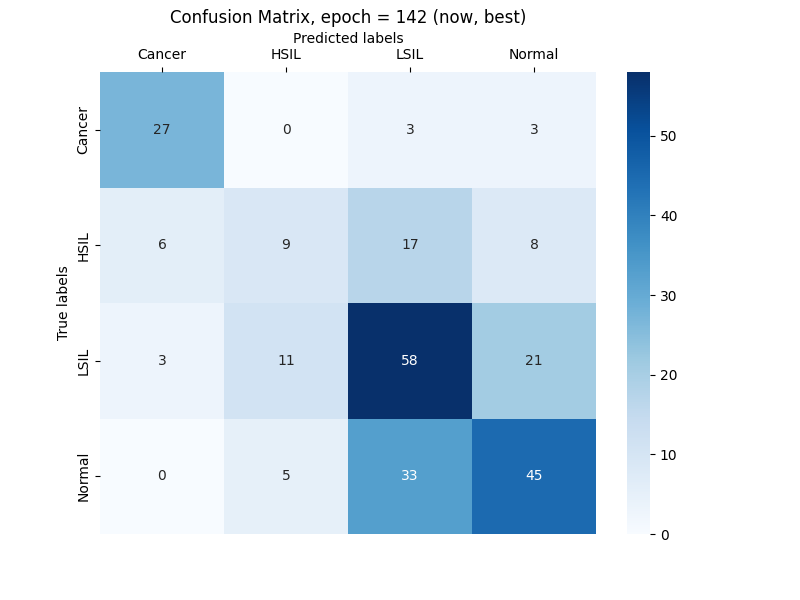 Confusion Matrix, epoch = 142 (now, best)
Predicted labels
Cancer HSIL LSIL Normal
True labels
Cancer 27 0 3 3
HSIL 6 9 17 8
LSIL 3 11 58 21
Normal 0 5 33 45
50
40
30
20
10
0